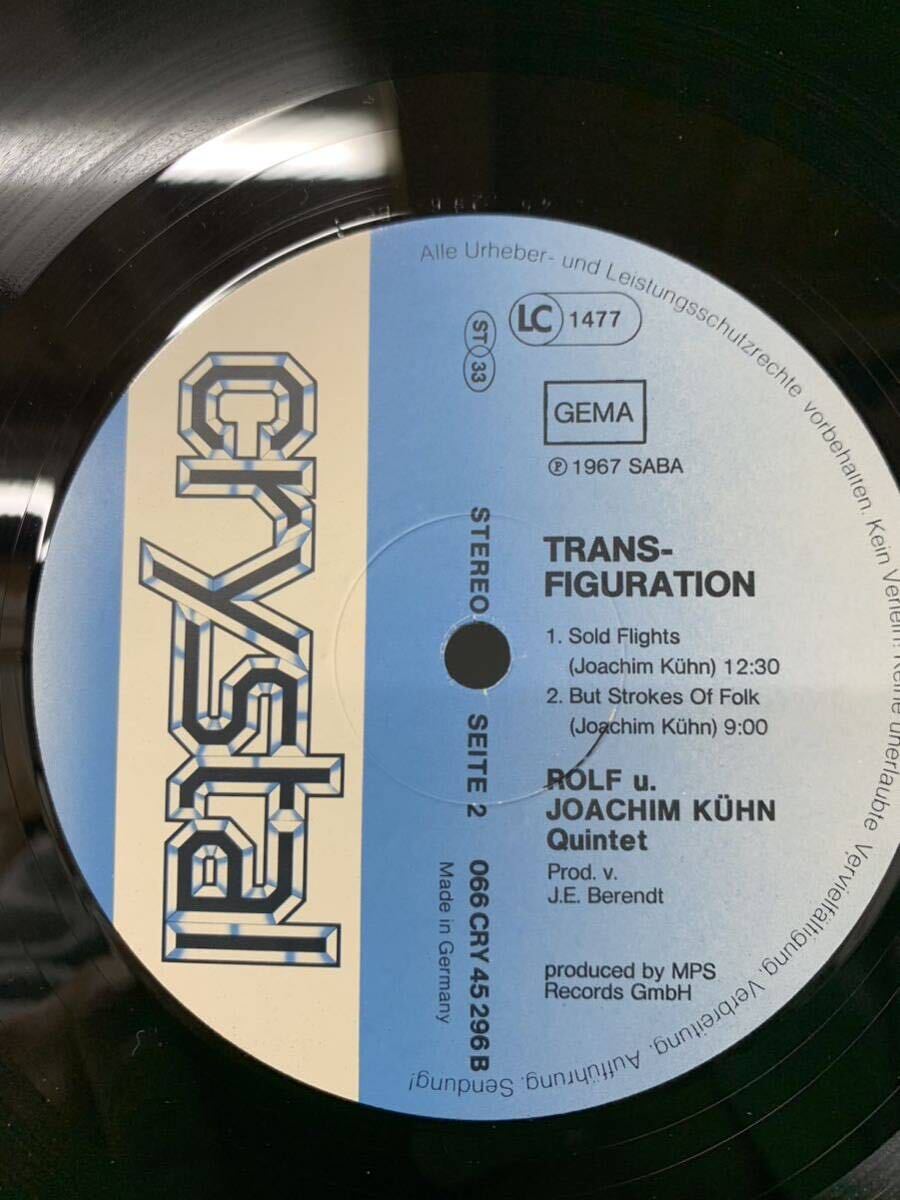 Alle Urheber- und Leistungsschutzrechte vorbehalten. Kein Verleih! Keine unerlaubte Vervielfältigung, Verbreitung, Aufführung, Sendung!
crystal
LC 1477
ST 33
GEMA
℗ 1967 SABA
STEREO SEITE 2 066 CRY 45 296 B
Made in Germany
TRANS-
FIGURATION
1. Sold Flights
(Joachim Kühn) 12:30
2. But Strokes Of Folk
(Joachim Kühn) 9:00
ROLF u.
JOACHIM KÜHN
Quintet
Prod. v.
J.E. Berendt
produced by MPS
Records GmbH